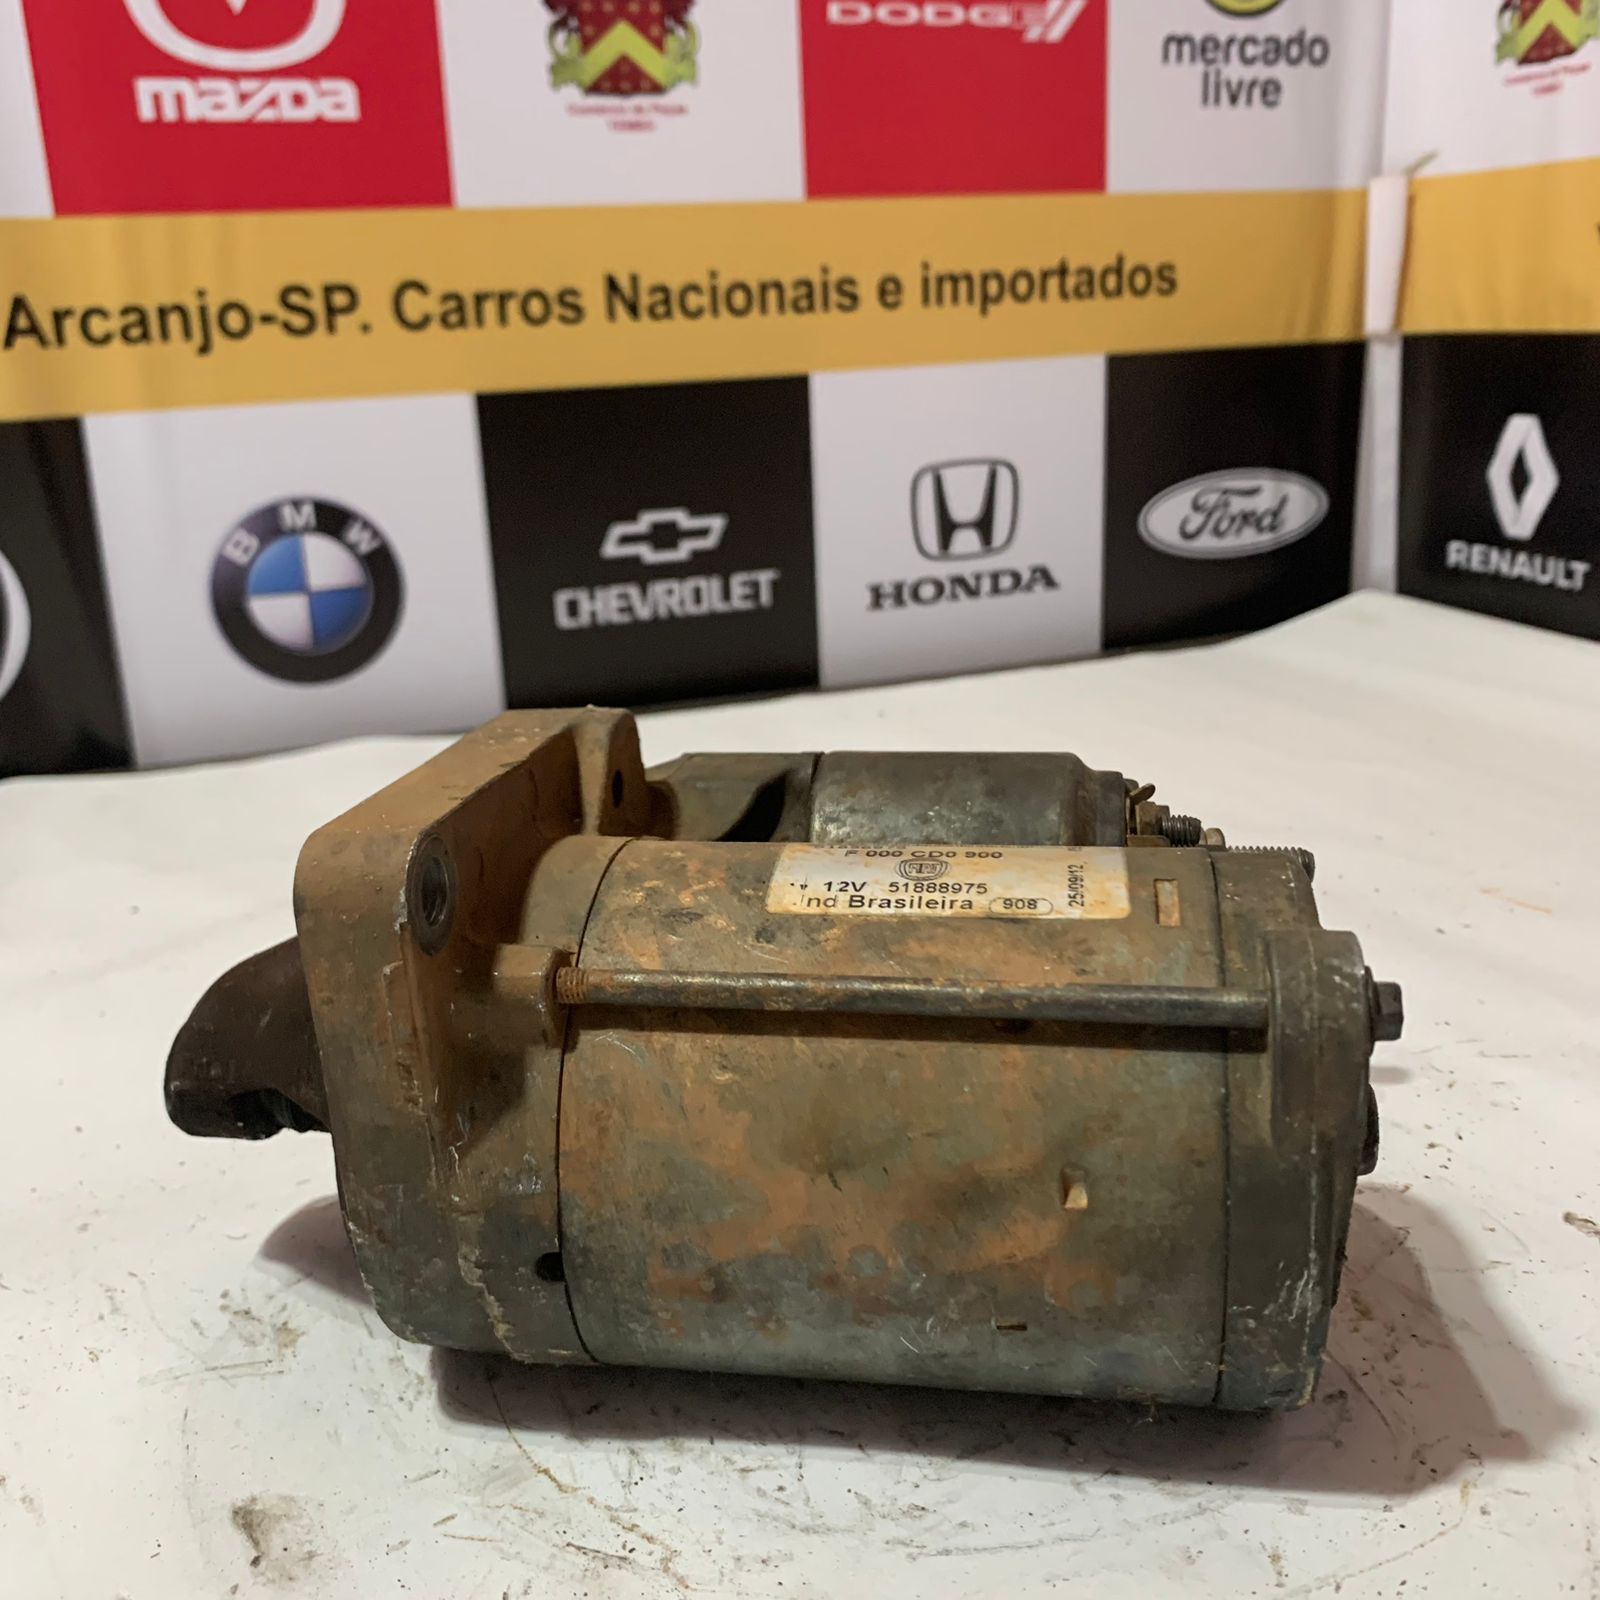 mazda
DODGE
mercado
livre
Arcanjo-SP. Carros Nacionais e importados
BMW
CHEVROLET
HONDA
Ford
RENAULT
F 000 CD0 900
12V 51888975
Ind Brasileira 908
25/09/12